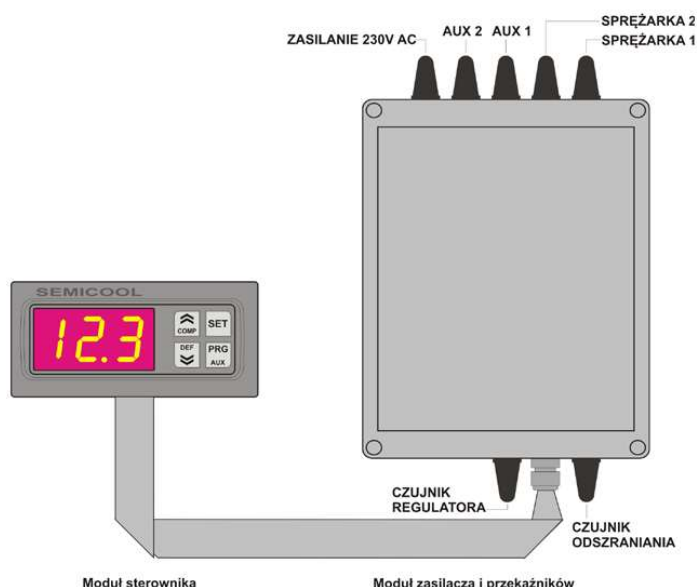 SPRĘŻARKA 2
AUX 2 AUX 1
ZASILANIE 230V AC
SPRĘŻARKA 1
SEMICOOL
12.3
COMP
SET
DEF
PRG
AUX
CZUJNIK
REGULATORA
CZUJNIK
ODSZRANIANIA
Moduł sterownika
Moduł zasilacza i przekaźników